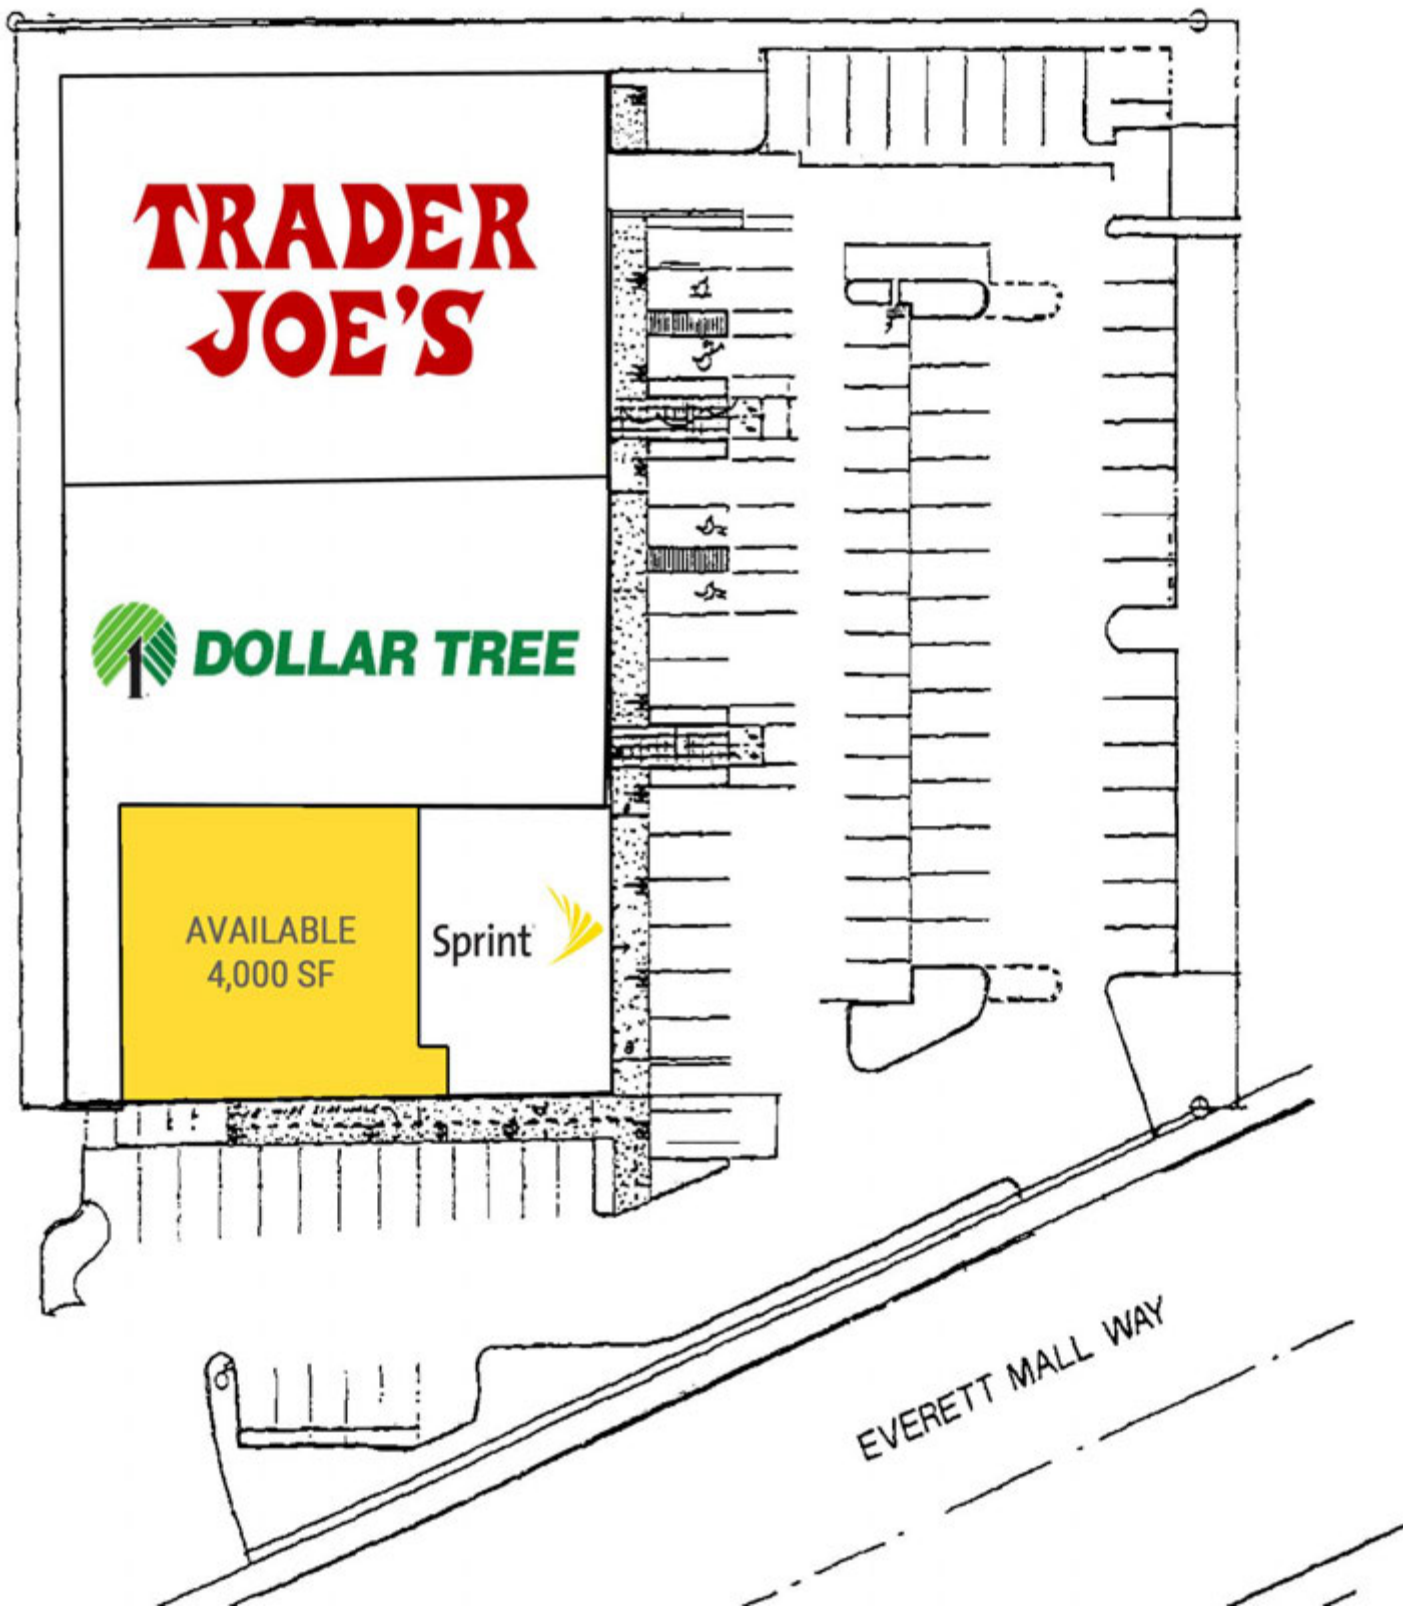 TRADER
JOE'S
DOLLAR TREE
AVAILABLE
4,000 SF
Sprint
EVERETT MALL WAY